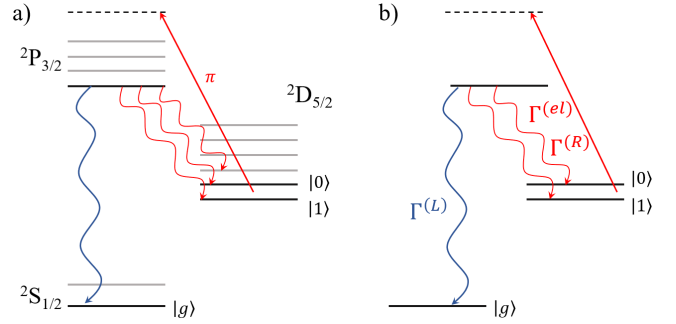 a)
²P₃/₂
π
²D₅/₂
|0⟩
|1⟩
²S₁/₂
|g⟩
b)
Γ^(el)
Γ^(R)
|0⟩
|1⟩
Γ^(L)
|g⟩